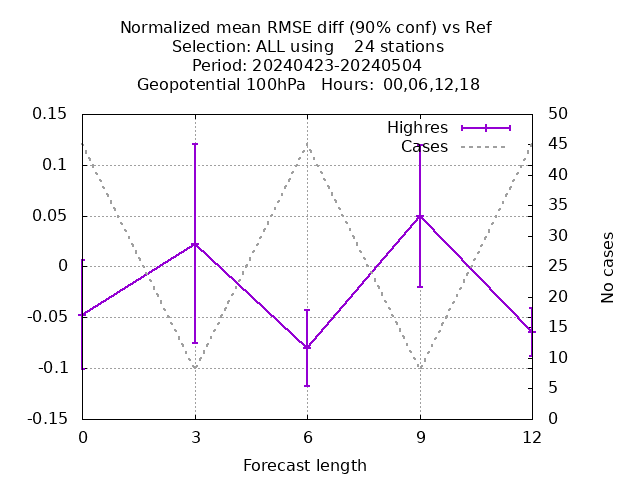 Normalized mean RMSE diff (90% conf) vs Ref
Selection: ALL using    24 stations
Period: 20240423-20240504
Geopotential 100hPa   Hours:  00,06,12,18
Highres
Cases
0.15
0.1
0.05
0
-0.05
-0.1
-0.15
50
45
40
35
30
25
20
15
10
5
0
No cases
0 3 6 9 12
Forecast length